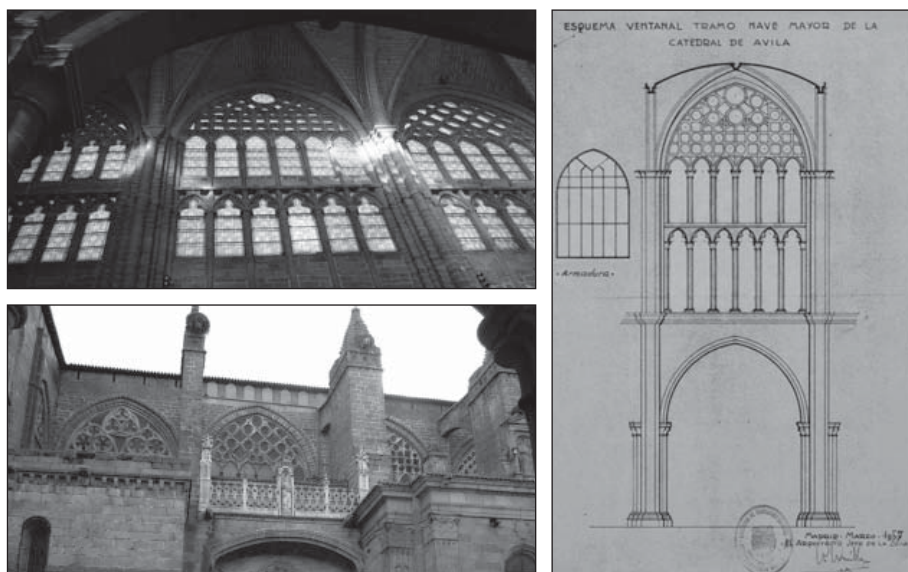 ESQUEMA VENTANAL TRAMO NAVE MAYOR DE LA
CATEDRAL DE AVILA
- Armadura -
MADRID - MARZO - 1957
EL ARQUITECTO JEFE DE LA ZONA